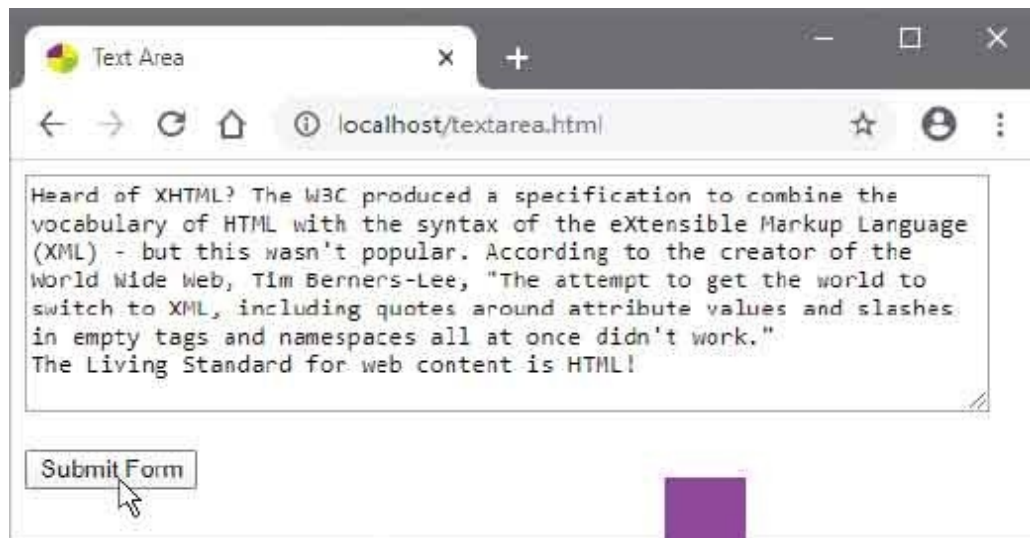 Text Area
localhost/textarea.html
Heard of XHTML? The W3C produced a specification to combine the
vocabulary of HTML with the syntax of the eXtensible Markup Language
(XML) - but this wasn't popular. According to the creator of the
World Wide Web, Tim Berners-Lee, "The attempt to get the world to
switch to XML, including quotes around attribute values and slashes
in empty tags and namespaces all at once didn't work."
The Living Standard for web content is HTML!
Submit Form